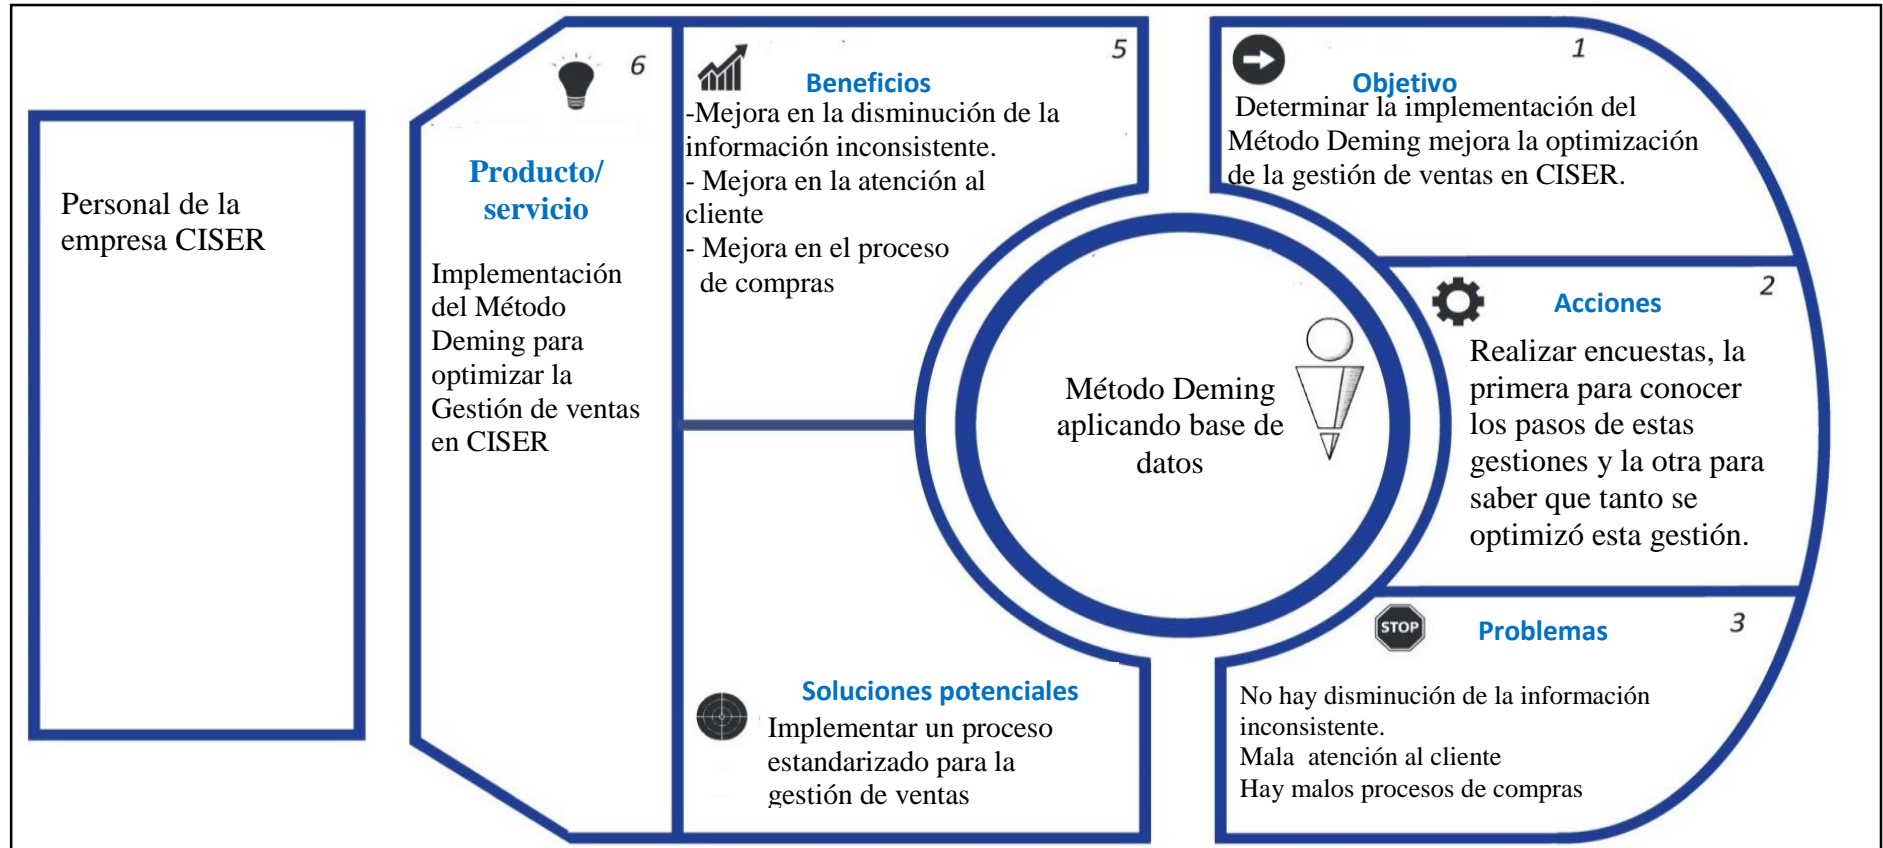 Personal de la
empresa CISER
6
Producto/
servicio
Implementación
del Método
Deming para
optimizar la
Gestión de ventas
en CISER
5
Beneficios
-Mejora en la disminución de la
información inconsistente.
- Mejora en la atención al
cliente
- Mejora en el proceso
de compras
Soluciones potenciales
Implementar un proceso
estandarizado para la
gestión de ventas
Método Deming
aplicando base de
datos
1
Objetivo
Determinar la implementación del
Método Deming mejora la optimización
de la gestión de ventas en CISER.
2
Acciones
Realizar encuestas, la
primera para conocer
los pasos de estas
gestiones y la otra para
saber que tanto se
optimizó esta gestión.
3
STOP
Problemas
No hay disminución de la información
inconsistente.
Mala atención al cliente
Hay malos procesos de compras